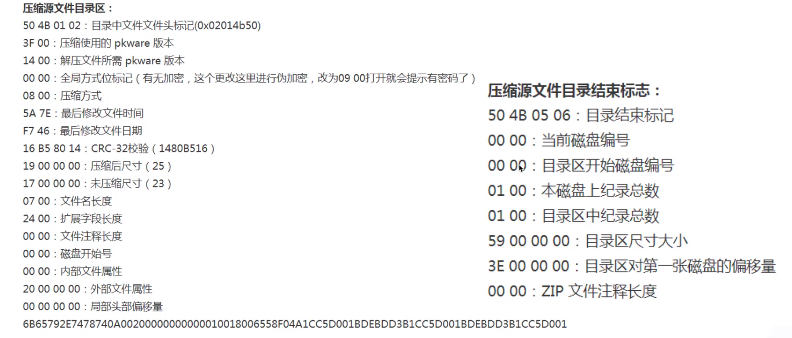 压缩源文件目录区：
50 4B 01 02：目录中文件文件头标记(0x02014b50)
3F 00：压缩使用的 pkware 版本
14 00：解压文件所需 pkware 版本
00 00：全局方式位标记（有无加密，这个更改这里进行伪加密，改为09 00打开就会提示有密码了）
08 00：压缩方式
5A 7E：最后修改文件时间
F7 46：最后修改文件日期
16 B5 80 14：CRC-32校验（1480B516）
19 00 00 00：压缩后尺寸（25）
17 00 00 00：未压缩尺寸（23）
07 00：文件名长度
24 00：扩展字段长度
00 00：文件注释长度
00 00：磁盘开始号
00 00：内部文件属性
20 00 00 00：外部文件属性
00 00 00 00：局部头部偏移量
6B65792E7478740A00200000000000010018006558F04A1CC5D001BDEBDD3B1CC5D001BDEBDD3B1CC5D001
压缩源文件目录结束标志：
50 4B 05 06：目录结束标记
00 00：当前磁盘编号
00 00：目录区开始磁盘编号
01 00：本磁盘上纪录总数
01 00：目录区中纪录总数
59 00 00 00：目录区尺寸大小
3E 00 00 00：目录区对第一张磁盘的偏移量
00 00：ZIP 文件注释长度